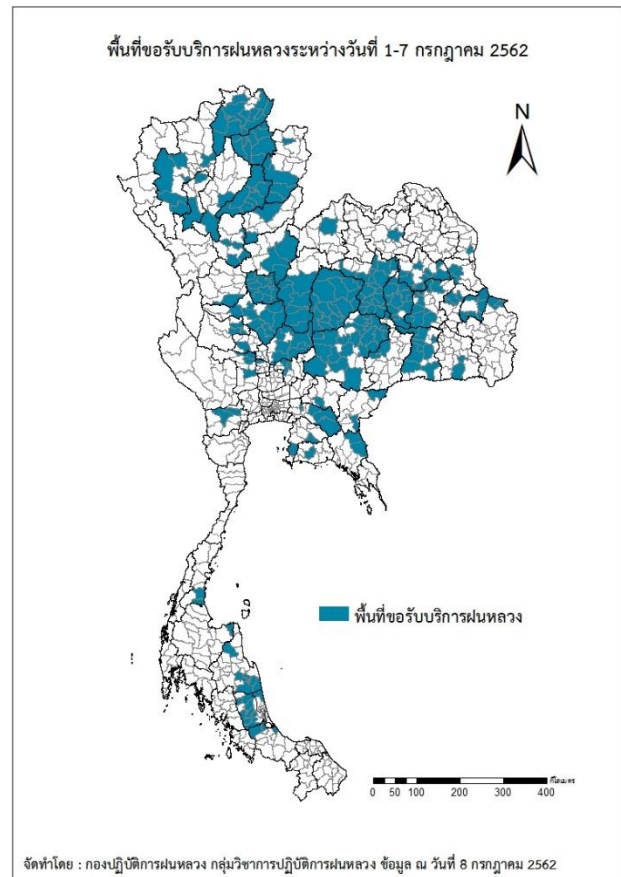 พื้นที่ขอรับบริการฝนหลวงระหว่างวันที่ 1-7 กรกฎาคม 2562
N
พื้นที่ขอรับบริการฝนหลวง
กิโลเมตร
0 50 100 200 300 400
จัดทำโดย : กองปฏิบัติการฝนหลวง กลุ่มวิชาการปฏิบัติการฝนหลวง ข้อมูล ณ วันที่ 8 กรกฎาคม 2562